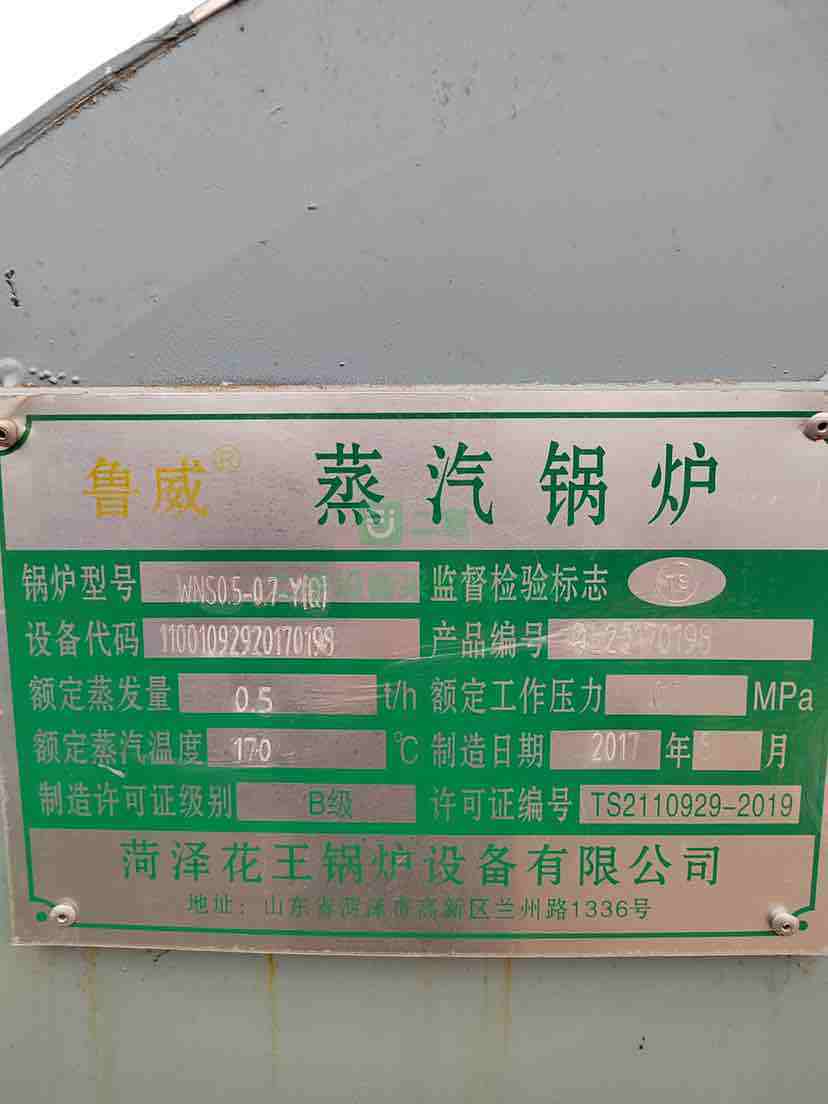 鲁威® 蒸汽锅炉
锅炉型号 WNS0.5-0.7-Y(Q) 监督检验标志 TS
设备代码 11001092920170198 产品编号
额定蒸发量 0.5 t/h 额定工作压力 MPa
额定蒸汽温度 170 ℃ 制造日期 2017 年 月
制造许可证级别 B级 许可证编号 TS2110929-2019
菏泽花王锅炉设备有限公司
地址：山东省菏泽市高新区兰州路1336号